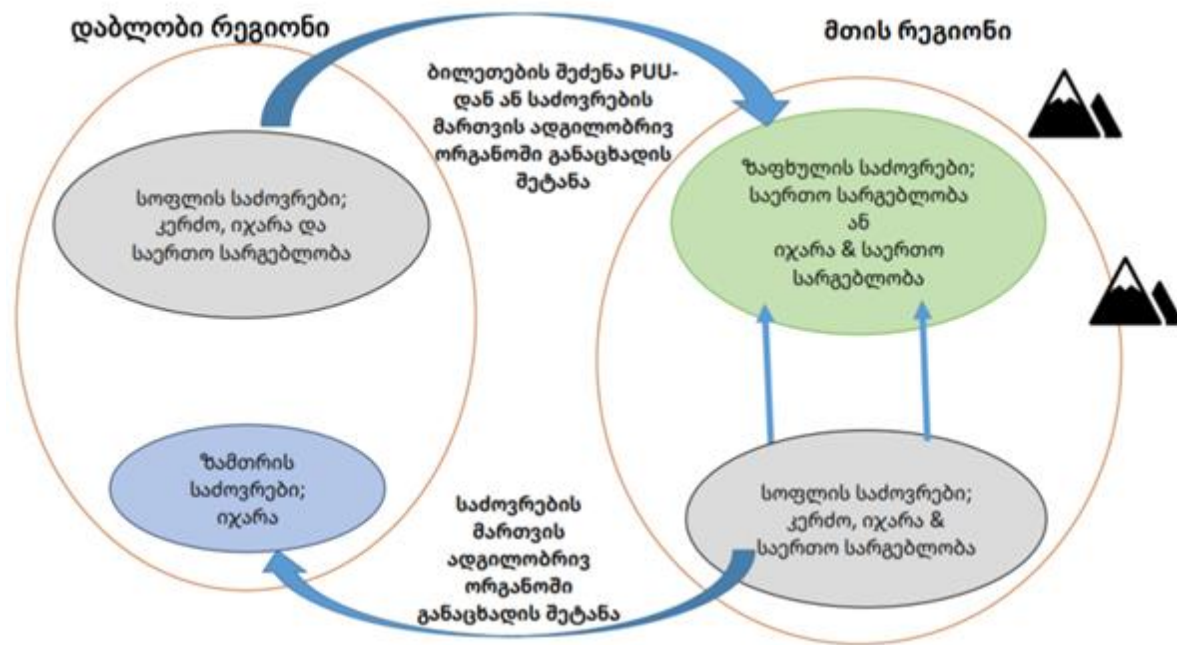 დაბლობი რეგიონი
მთის რეგიონი
ბილეთების შეძენა PUU-
დან ან საძოვრების
მართვის ადგილობრივ
ორგანოში განაცხადის
შეტანა
სოფლის საძოვრები;
კერძო, იჯარა და
საერთო სარგებლობა
ზაფხულის საძოვრები;
საერთო სარგებლობა
ან
იჯარა & საერთო
სარგებლობა
ზამთრის
საძოვრები;
იჯარა
საძოვრების
მართვის
ადგილობრივ
ორგანოში
განაცხადის შეტანა
სოფლის საძოვრები;
კერძო, იჯარა &
საერთო სარგებლობა